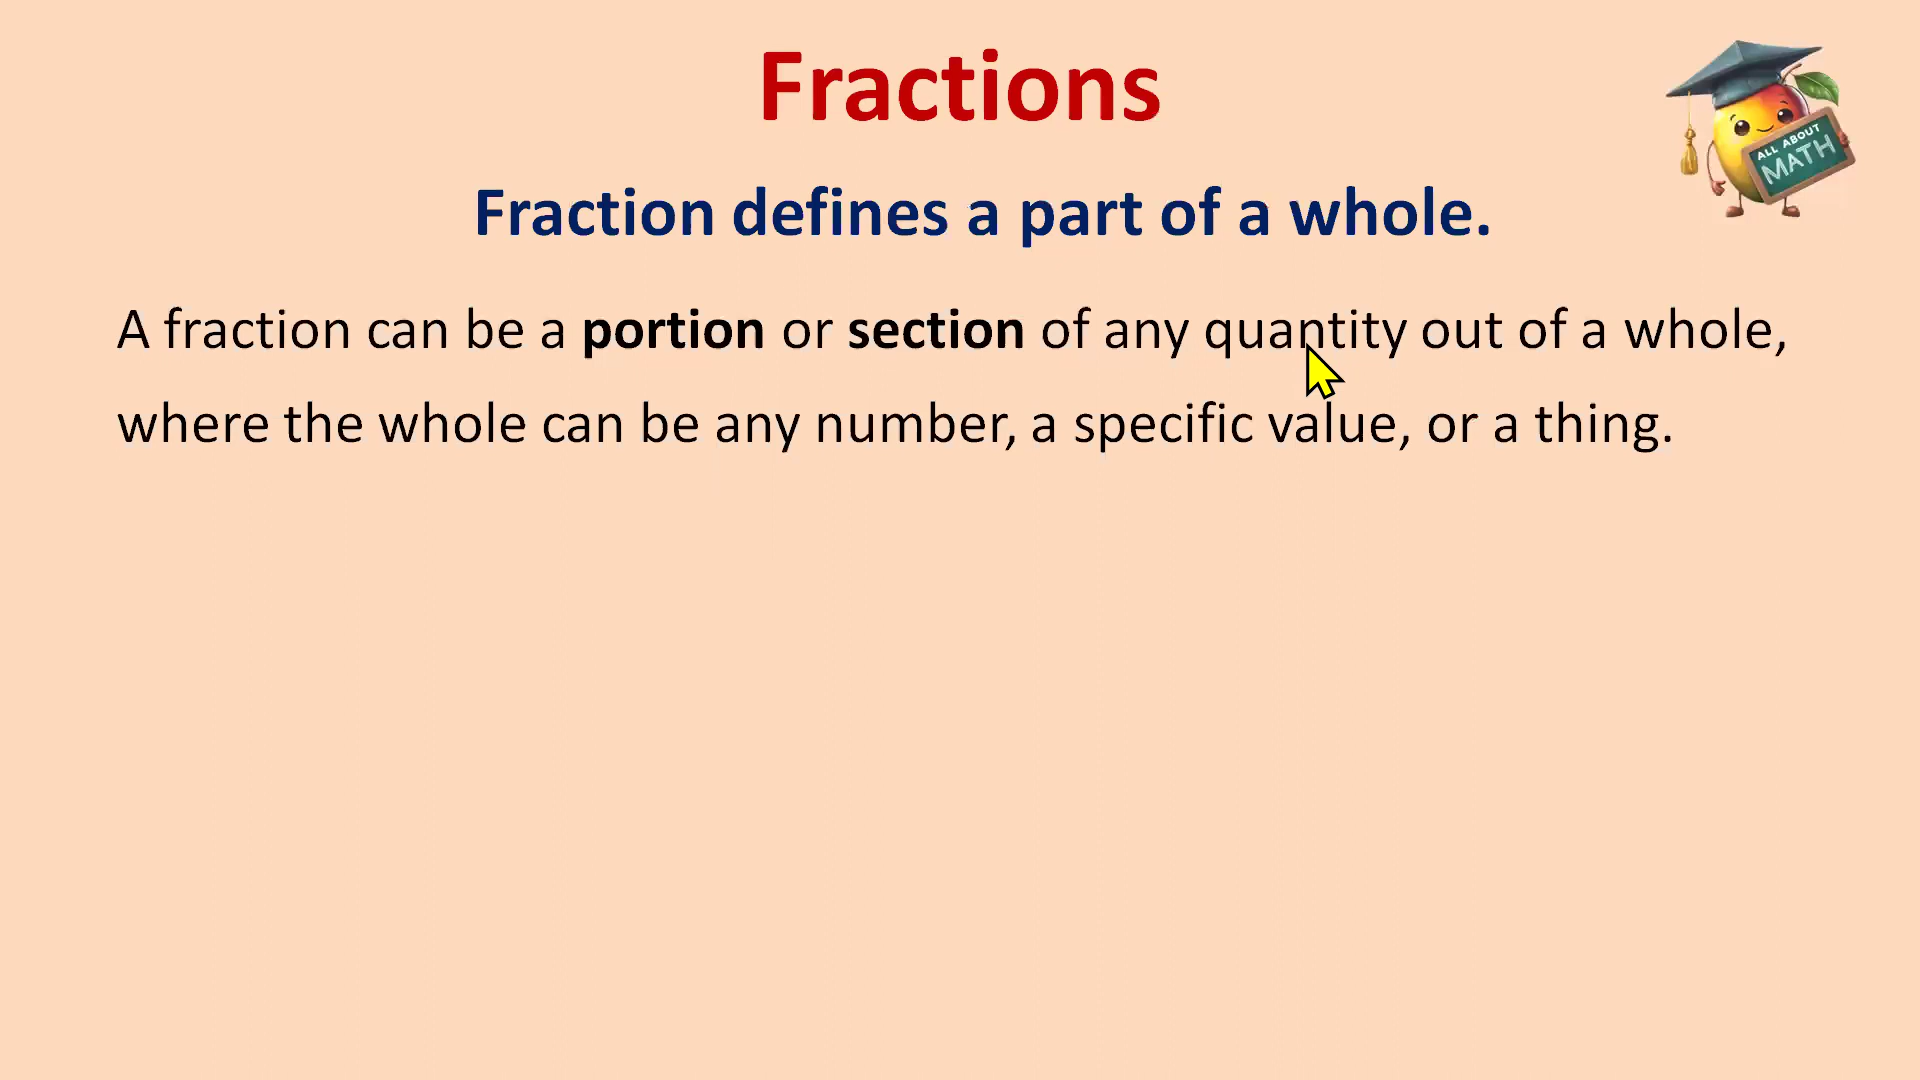 Fractions
ALL ABOUT
MATH
Fraction defines a part of a whole.
A fraction can be a portion or section of any quantity out of a whole,
where the whole can be any number, a specific value, or a thing.